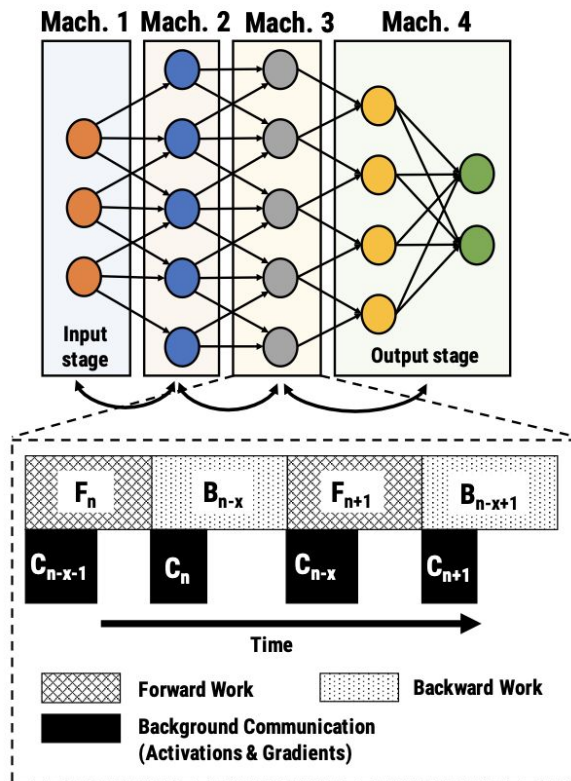 Mach. 1 Mach. 2 Mach. 3 Mach. 4
Input
stage
Output stage
Fn Bn-x Fn+1 Bn-x+1
Cn-x-1 Cn Cn-x Cn+1
Time
Forward Work Backward Work
Background Communication
(Activations & Gradients)